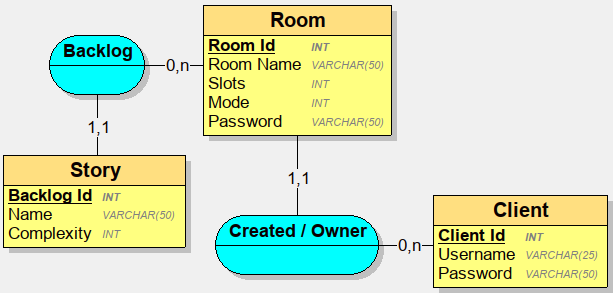 Room
Room Id INT
Room Name VARCHAR(50)
Slots INT
Mode INT
Password VARCHAR(50)
Backlog
0,n
1,1
Story
Backlog Id INT
Name VARCHAR(50)
Complexity INT
1,1
Created / Owner
0,n
Client
Client Id INT
Username VARCHAR(25)
Password VARCHAR(50)